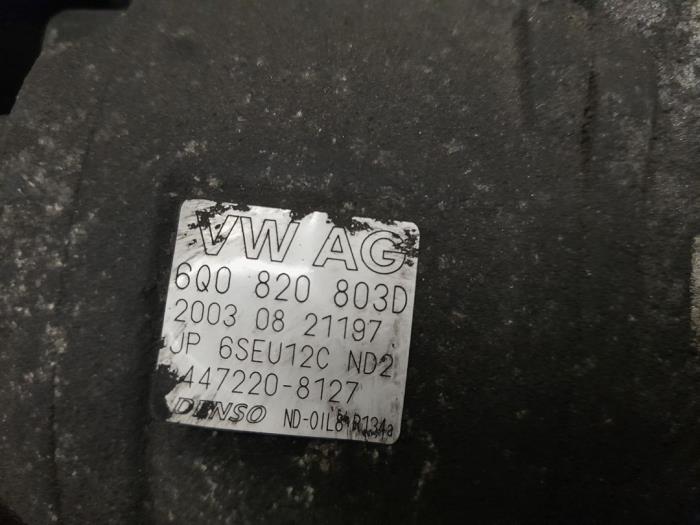 VW AG
6Q0 820 803D
2003 08 21197
JP 6SEU12C ND2
447220-8127
DENSO ND-OIL8 R134a